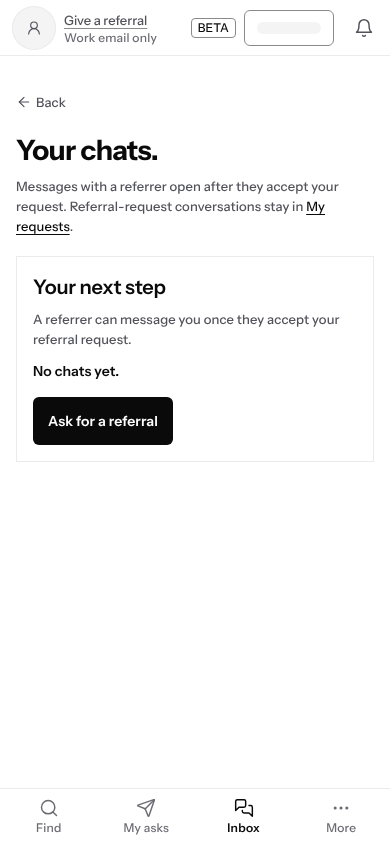 Give a referral
Work email only
BETA
Back
Your chats.
Messages with a referrer open after they accept your
request. Referral-request conversations stay in My
requests.
Your next step
A referrer can message you once they accept your
referral request.
No chats yet.
Ask for a referral
Find
My asks
Inbox
More